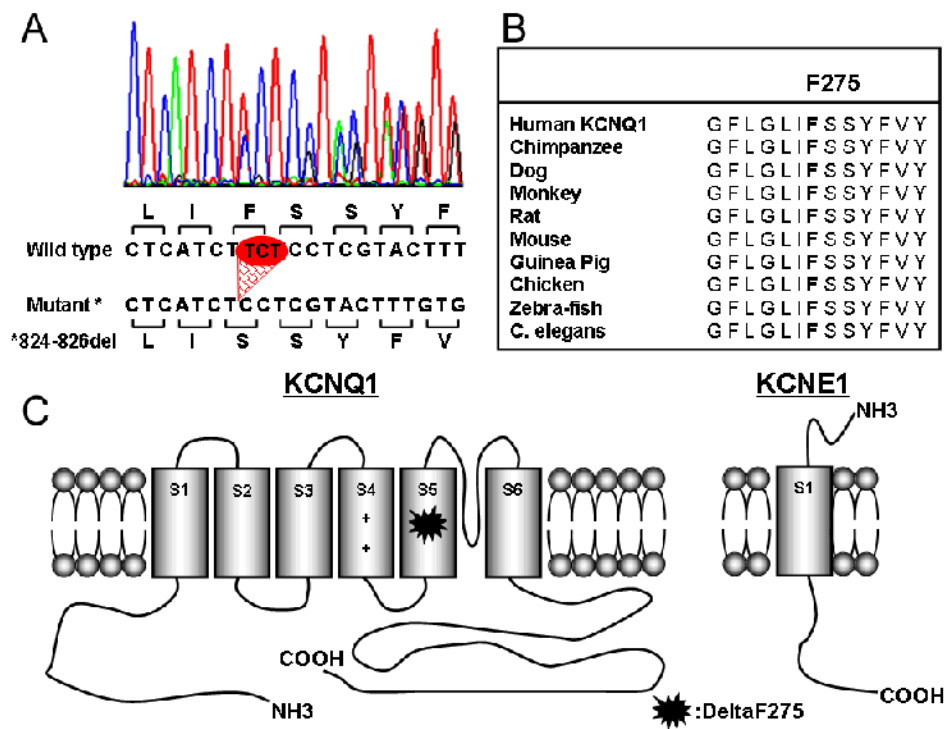 A
L I F S S Y F
Wild type CTCATCTTCTCCTCGTACTTT
Mutant * CTCATCTCCTCGTACTTTGTG
*824-826del L I S S Y F V
B
F275
Human KCNQ1 GFLGLIFSSYFVY
Chimpanzee GFLGLIFSSYFVY
Dog GFLGLIFSSYFVY
Monkey GFLGLIFSSYFVY
Rat GFLGLIFSSYFVY
Mouse GFLGLIFSSYFVY
Guinea Pig GFLGLIFSSYFVY
Chicken GFLGLIFSSYFVY
Zebra-fish GFLGLIFSSYFVY
C. elegans GFLGLIFSSYFVY
C
KCNQ1
S1 S2 S3 S4 S5 S6
+
+
COOH
NH3
:DeltaF275
KCNE1
NH3
S1
COOH